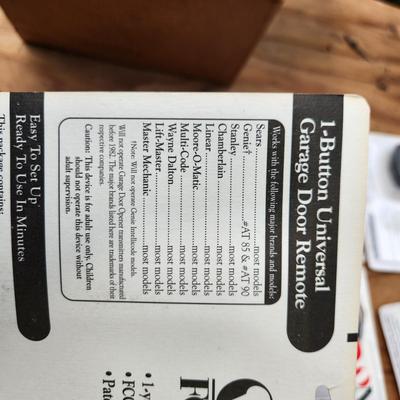 1-Button Universal
Garage Door Remote
Works with the following major brands and models:
Sears..........most models
Genie†..........#AT 85 & #AT 90
Stanley..........most models
Chamberlain..........most models
Linear..........most models
Moore-O-Matic..........most models
Multi-Code..........most models
Wayne Dalton..........most models
Lift-Master..........most models
Master Mechanic..........most models
†Note: Will not operate Genie Intellicode models.
Will not operate Garage Door Opener transmitters manufactured
before 1982. The major brands listed here are trademarks of their
respective companies.
Caution: This device is for adult use only. Children
should not operate this device without
adult supervision.
Easy To Set Up
Ready To Use In Minutes
This package contains:
• 1-y
• FCC
• Pate